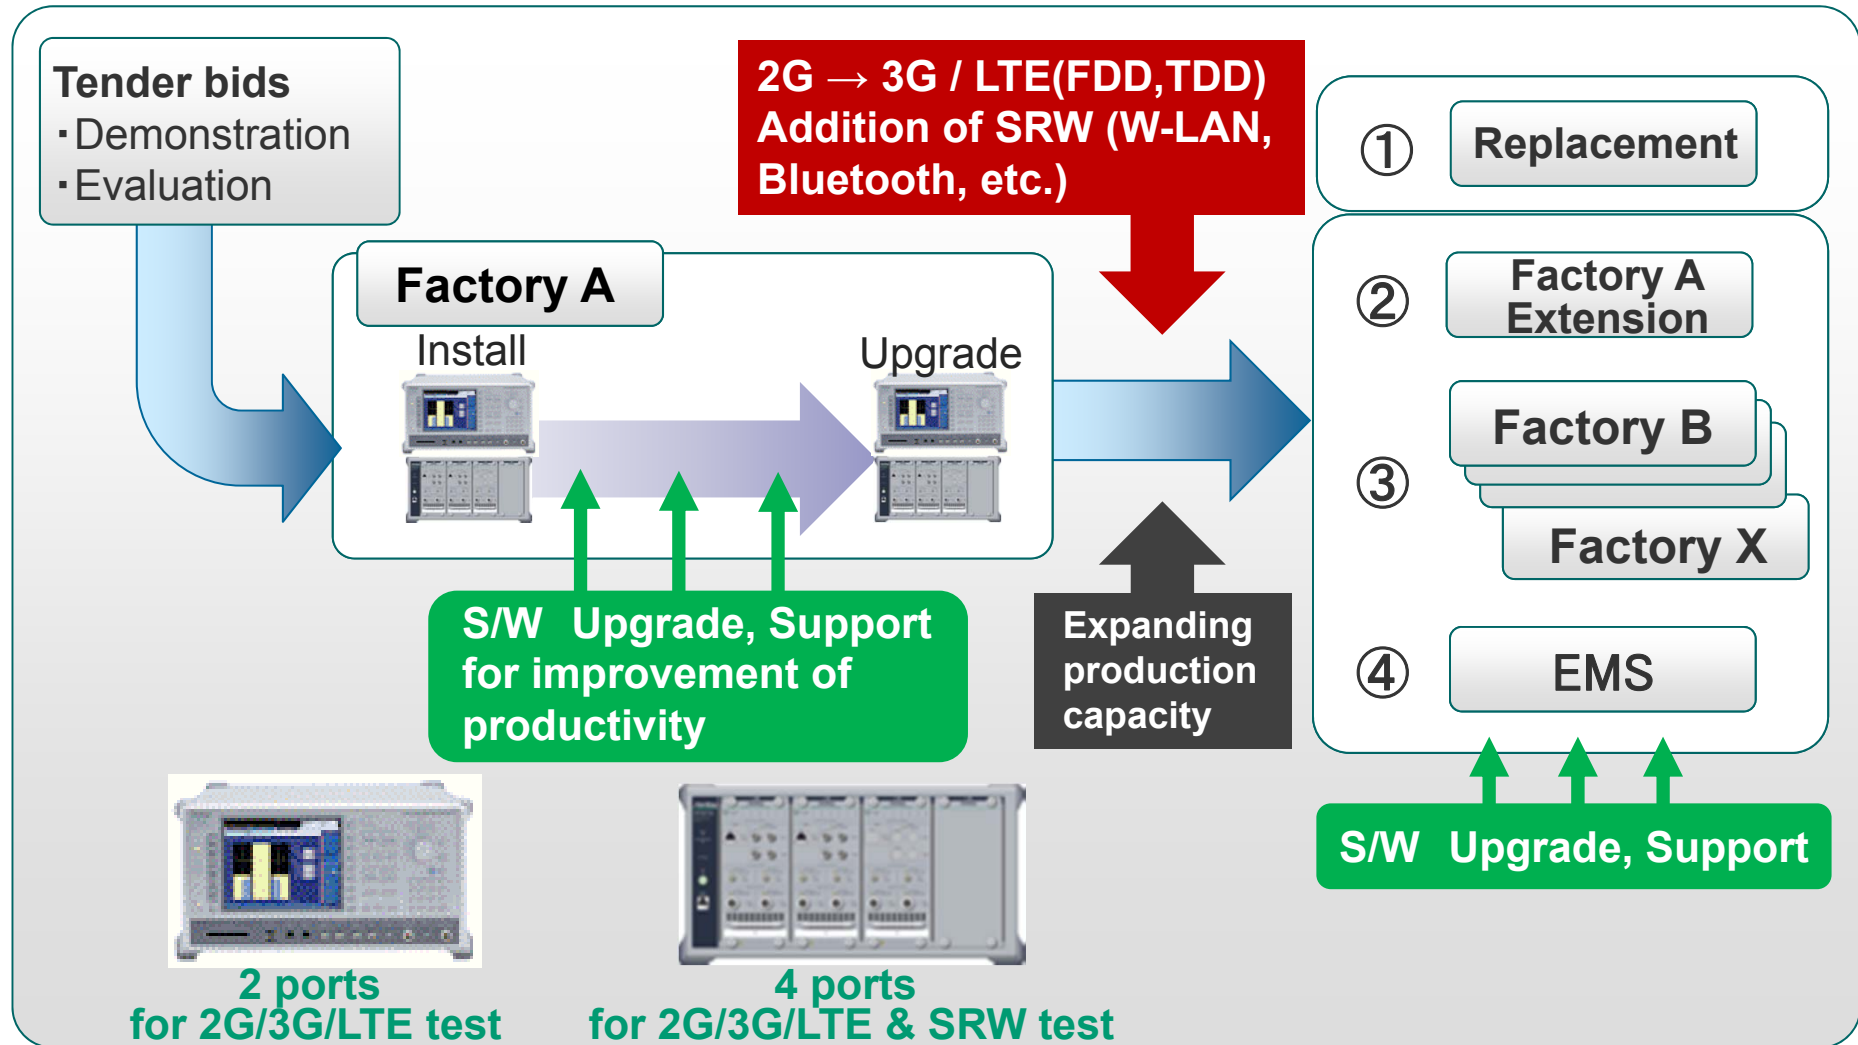 Tender bids
・Demonstration
・Evaluation
2G → 3G / LTE(FDD,TDD)
Addition of SRW (W-LAN,
Bluetooth, etc.)
Factory A
Install
Upgrade
S/W Upgrade, Support
for improvement of
productivity
Expanding
production
capacity
① Replacement
② Factory A
Extension
③ Factory B
Factory X
④ EMS
S/W Upgrade, Support
2 ports
for 2G/3G/LTE test
4 ports
for 2G/3G/LTE & SRW test